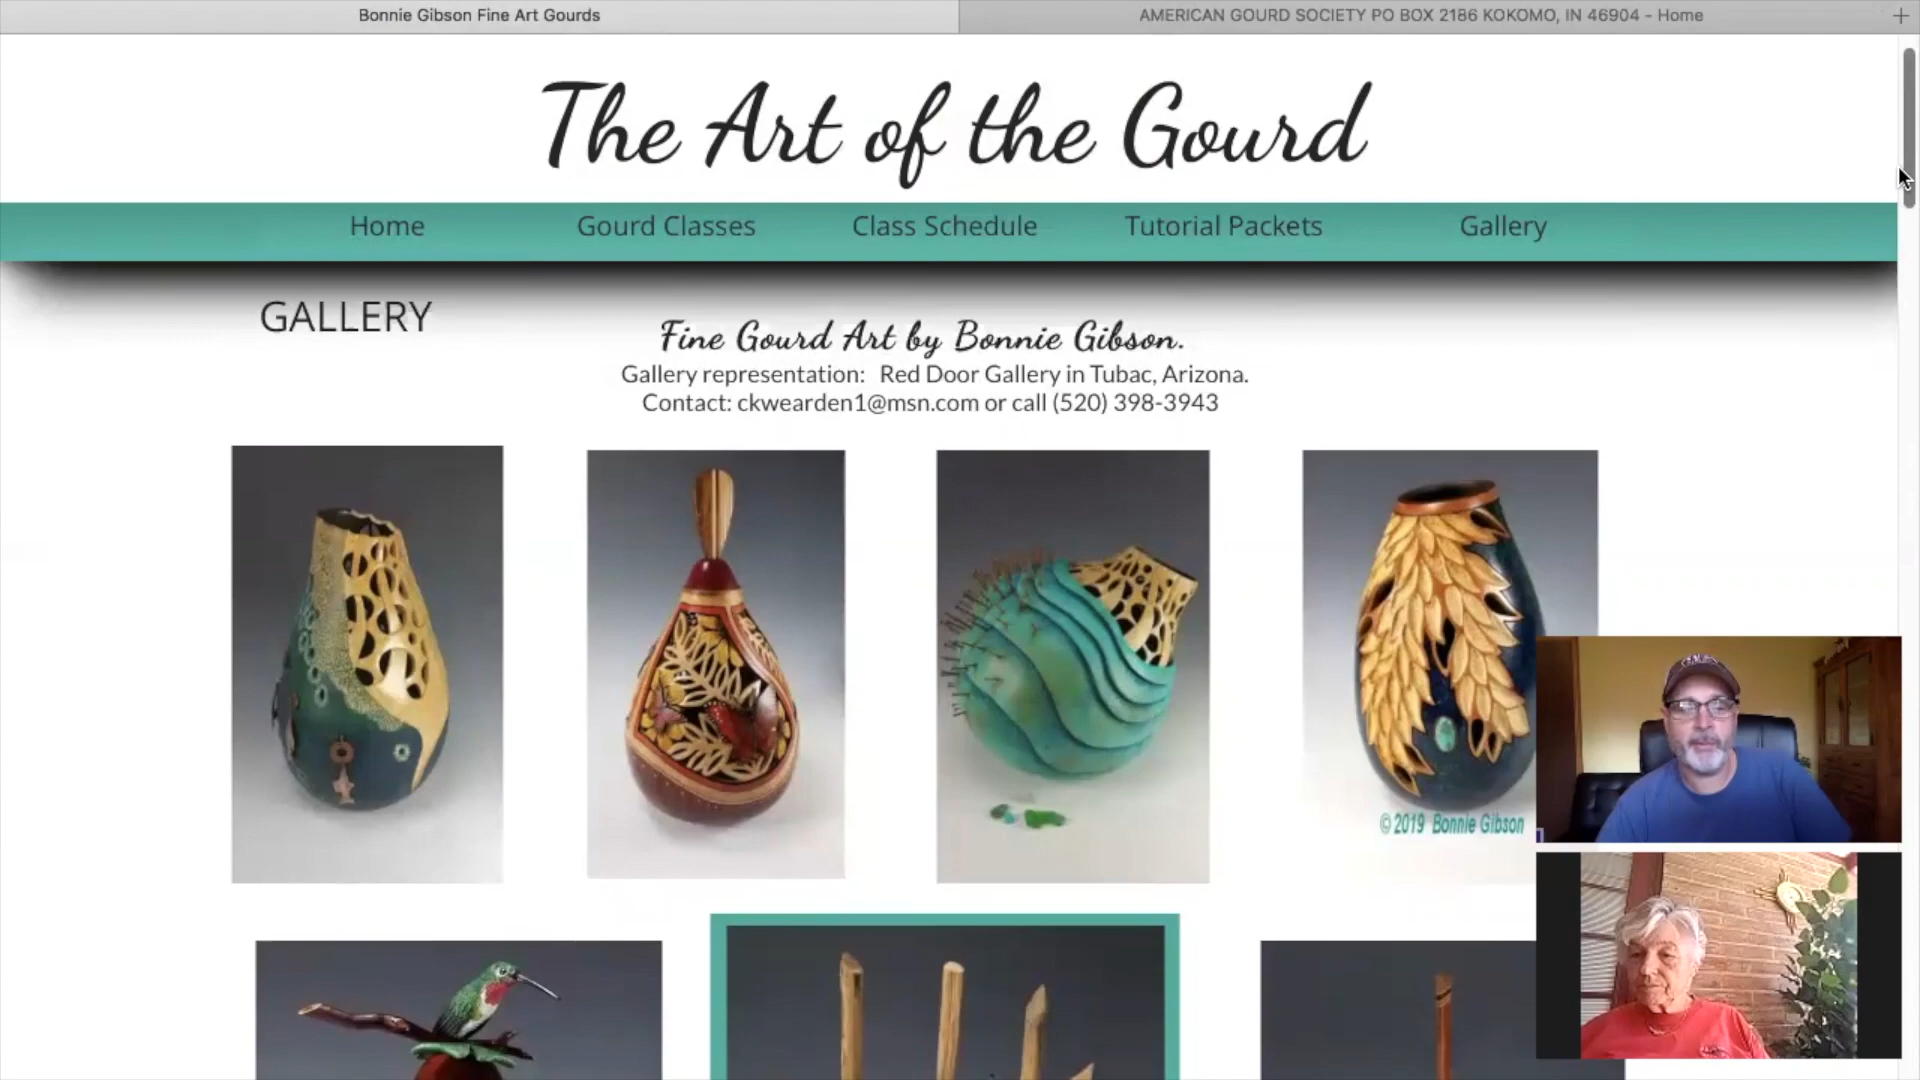 Bonnie Gibson Fine Art Gourds
AMERICAN GOURD SOCIETY PO BOX 2186 KOKOMO, IN 46904 - Home
The Art of the Gourd
Home Gourd Classes Class Schedule Tutorial Packets Gallery
GALLERY
Fine Gourd Art by Bonnie Gibson.
Gallery representation: Red Door Gallery in Tubac, Arizona.
Contact: ckwearden1@msn.com or call (520) 398-3943
© 2019 Bonnie Gibson